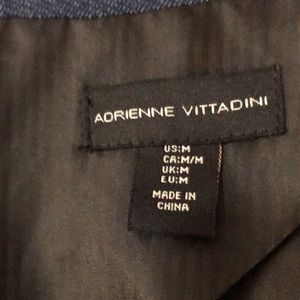 ADRIENNE VITTADINI
US:M
CA:M/M
UK:M
EU:M
MADE IN
CHINA